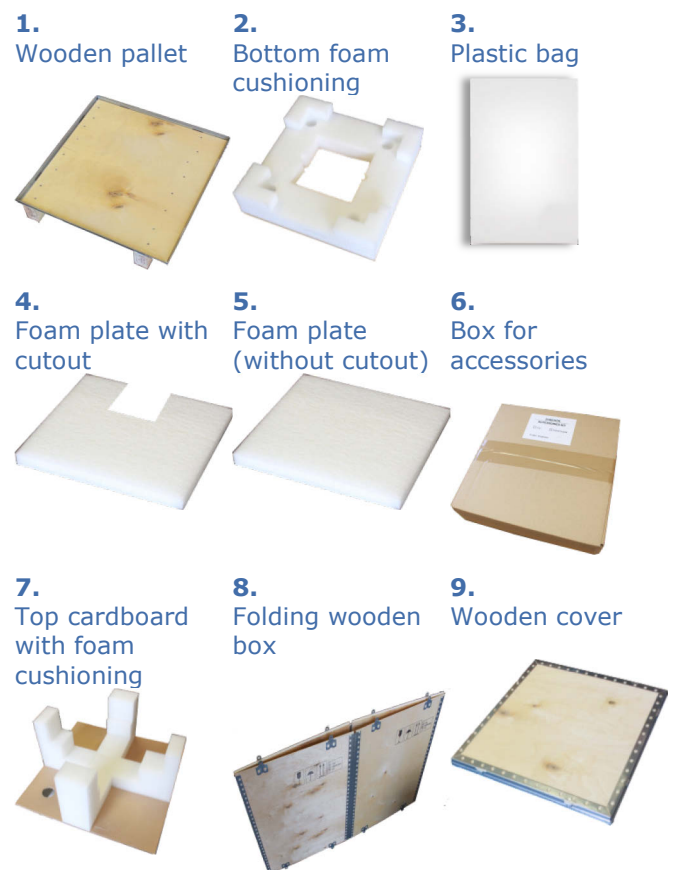 1.
Wooden pallet
2.
Bottom foam
cushioning
3.
Plastic bag
4.
Foam plate with
cutout
5.
Foam plate
(without cutout)
6.
Box for
accessories
7.
Top cardboard
with foam
cushioning
8.
Folding wooden
box
9.
Wooden cover